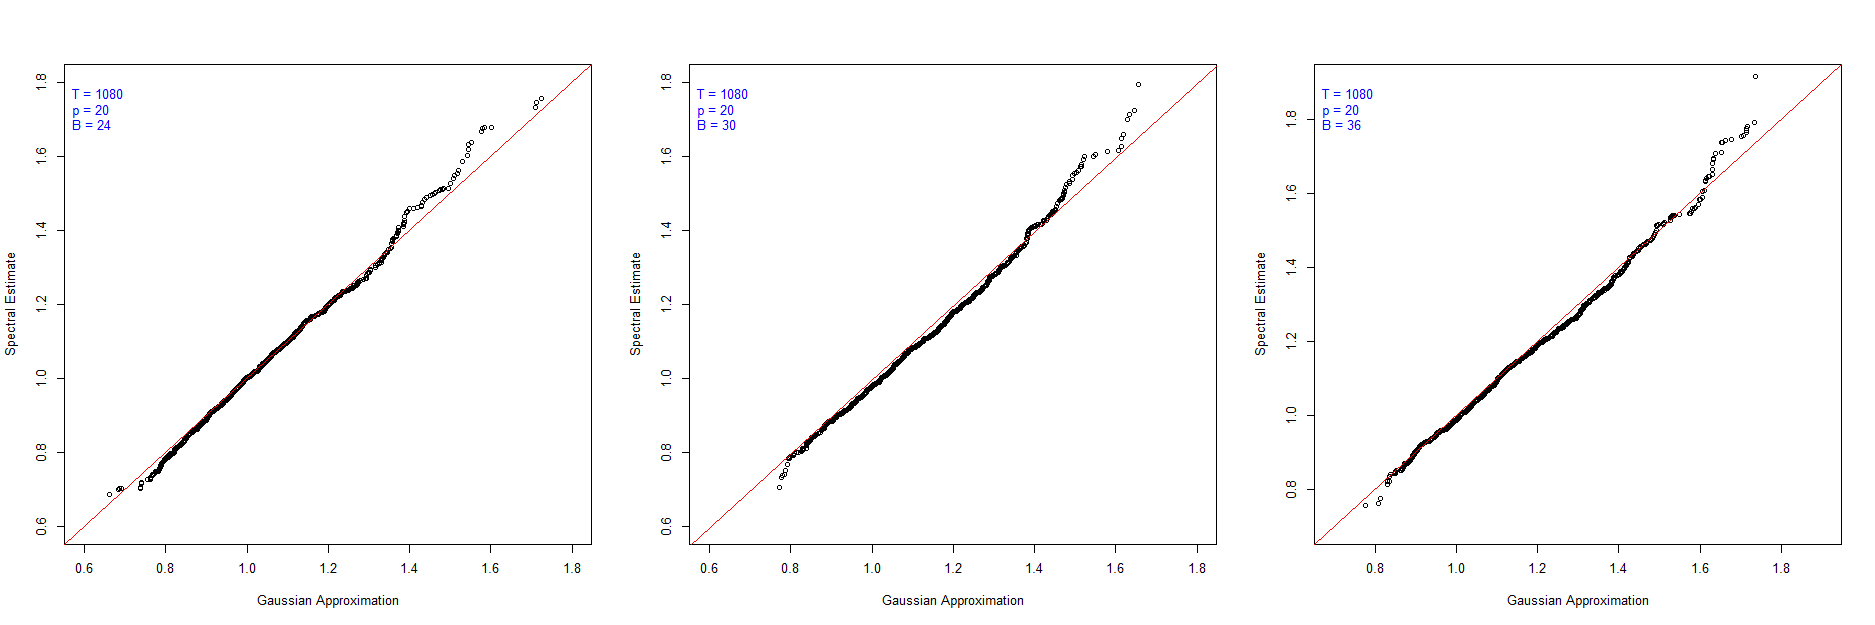 T = 1080
p = 20
B = 24
1.8
1.6
1.4
1.2
1.0
0.8
0.6
Spectral Estimate
0.6 0.8 1.0 1.2 1.4 1.6 1.8
Gaussian Approximation
T = 1080
p = 20
B = 30
1.8
1.6
1.4
1.2
1.0
0.8
0.6
Spectral Estimate
0.6 0.8 1.0 1.2 1.4 1.6 1.8
Gaussian Approximation
T = 1080
p = 20
B = 36
1.8
1.6
1.4
1.2
1.0
0.8
Spectral Estimate
0.8 1.0 1.2 1.4 1.6 1.8
Gaussian Approximation